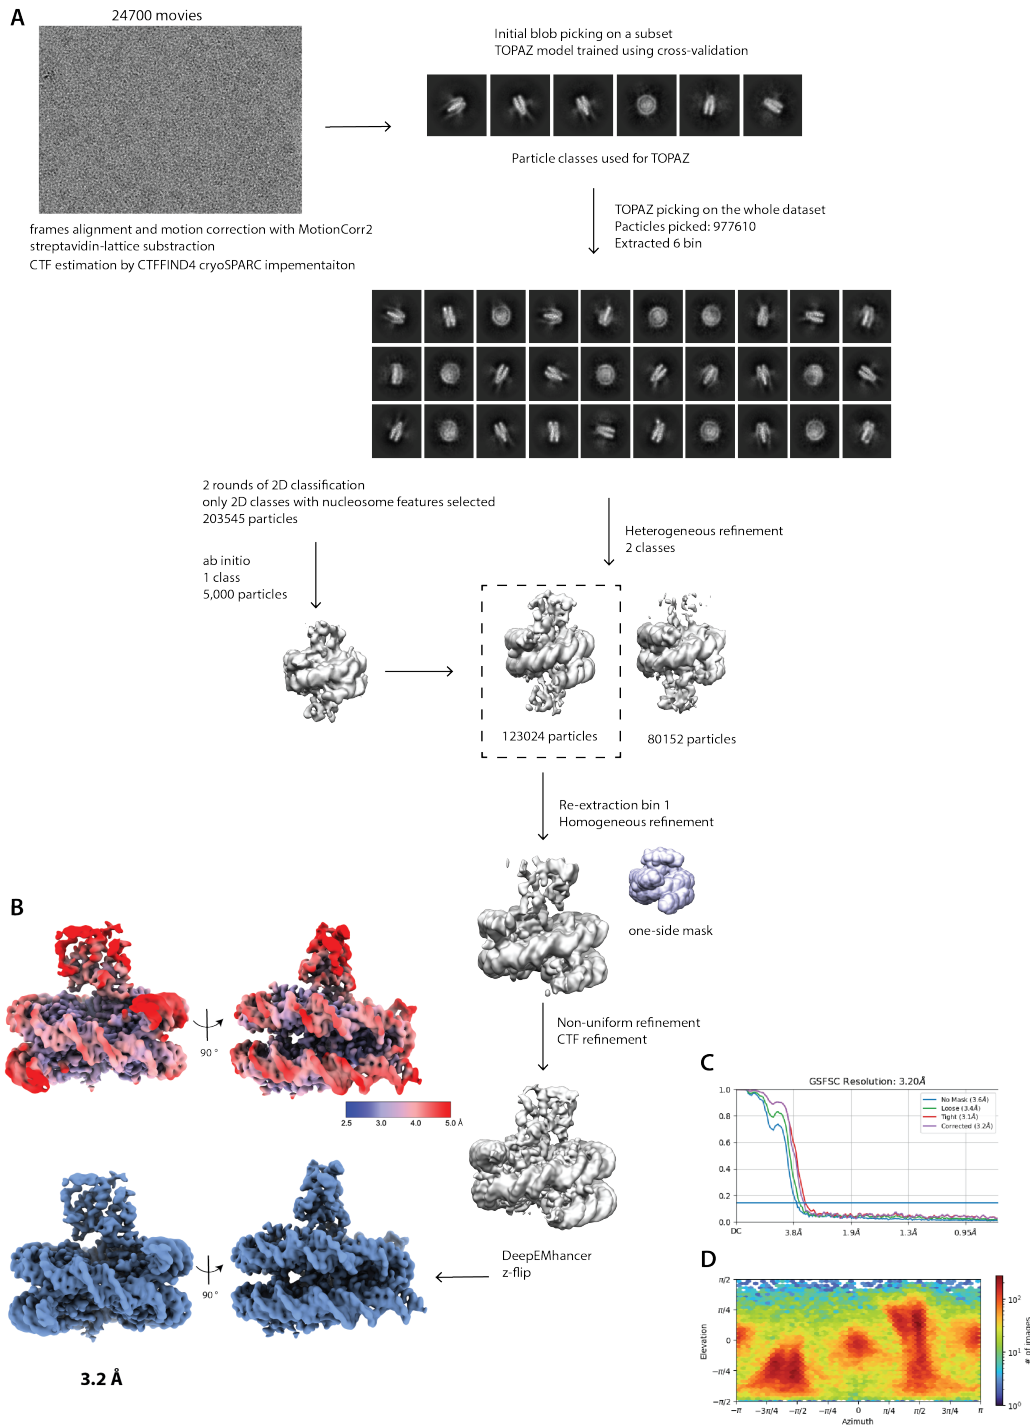 A
24700 movies
frames alignment and motion correction with MotionCorr2
streptavidin-lattice substraction
CTF estimation by CTFFIND4 cryoSPARC impementaiton
Initial blob picking on a subset
TOPAZ model trained using cross-validation
Particle classes used for TOPAZ
TOPAZ picking on the whole dataset
Pacticles picked: 977610
Extracted 6 bin
2 rounds of 2D classification
only 2D classes with nucleosome features selected
203545 particles
ab initio
1 class
5,000 particles
Heterogeneous refinement
2 classes
123024 particles
80152 particles
Re-extraction bin 1
Homogeneous refinement
one-side mask
Non-uniform refinement
CTF refinement
DeepEMhancer
z-flip
B
90 °
2.5 3.0 4.0 5.0 Å
90 °
3.2 Å
C
GSFSC Resolution: 3.20Å
No Mask (3.6Å)
Loose (3.4Å)
Tight (3.1Å)
Corrected (3.2Å)
1.0
0.8
0.6
0.4
0.2
0.0
DC 3.8Å 1.9Å 1.3Å 0.95Å
D
Elevation
π/2
π/4
0
−π/4
−π/2
−π −3π/4 −π/2 −π/4 0 π/4 π/2 3π/4 π
Azimuth
10²
10¹
10⁰
# of images